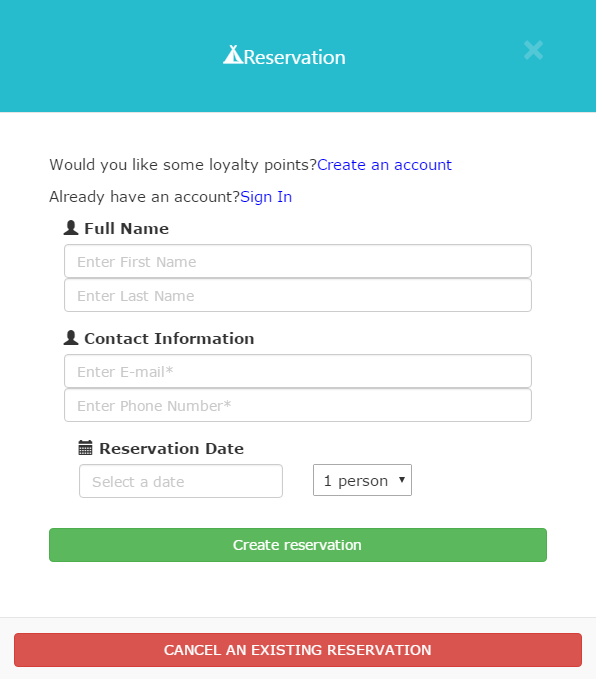 Reservation
Would you like some loyalty points?Create an account
Already have an account?Sign In
Full Name
Enter First Name
Enter Last Name
Contact Information
Enter E-mail*
Enter Phone Number*
Reservation Date
Select a date
1 person
Create reservation
CANCEL AN EXISTING RESERVATION